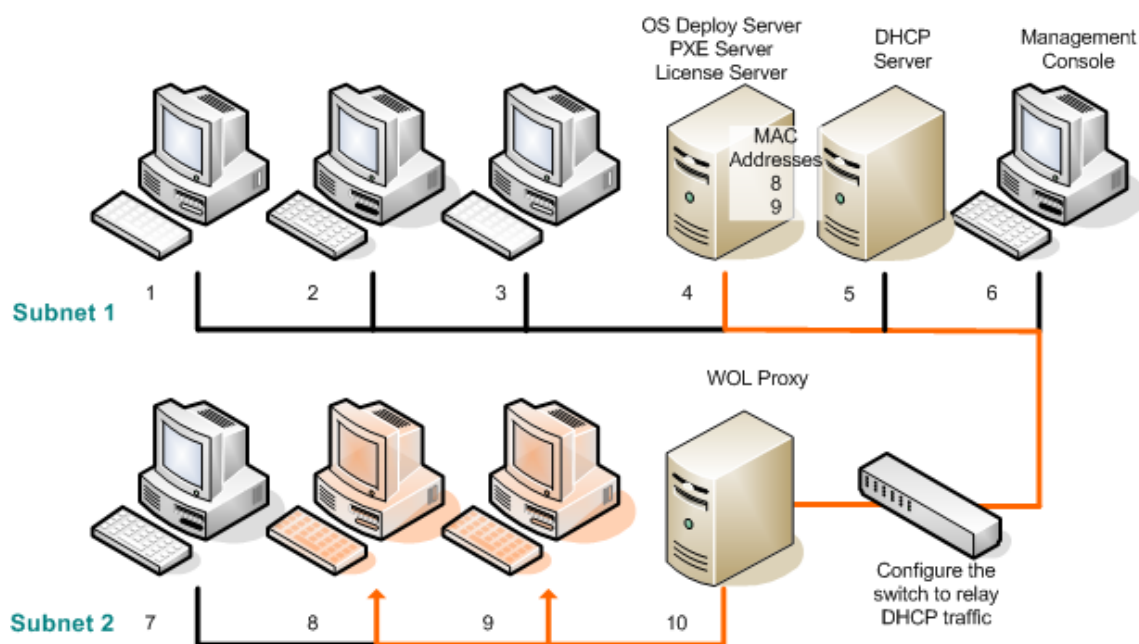 OS Deploy Server
PXE Server
License Server
DHCP
Server
Management
Console
MAC
Addresses
8
9
1
2
3
4
5
6
Subnet 1
WOL Proxy
Configure the
switch to relay
DHCP traffic
Subnet 2
7
8
9
10